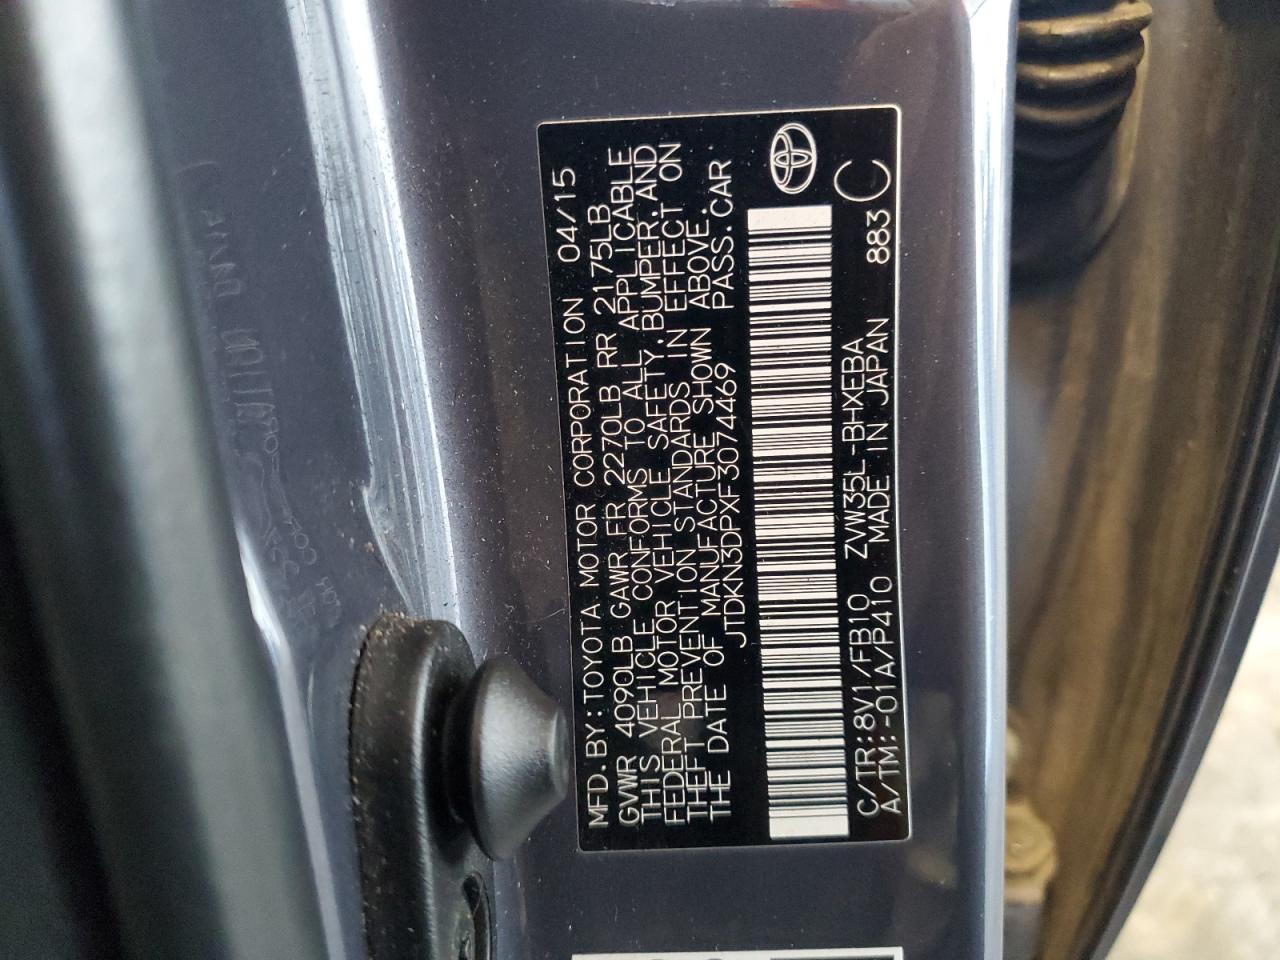 MFD.BY:TOYOTA MOTOR CORPORATION 04/15
GVWR 4090LB GAWR FR 2270LB RR 2175LB
THIS VEHICLE CONFORMS TO ALL APPLICABLE
FEDERAL MOTOR VEHICLE SAFETY,BUMPER,AND
THEFT PREVENTION STANDARDS IN EFFECT ON
THE DATE OF MANUFACTURE SHOWN ABOVE.
JTDKN3DPXF3074469 PASS.CAR
C/TR:8V1/FB10 ZVW35L-BHXEBA 883
A/TM:-01A/P410 MADE IN JAPAN C